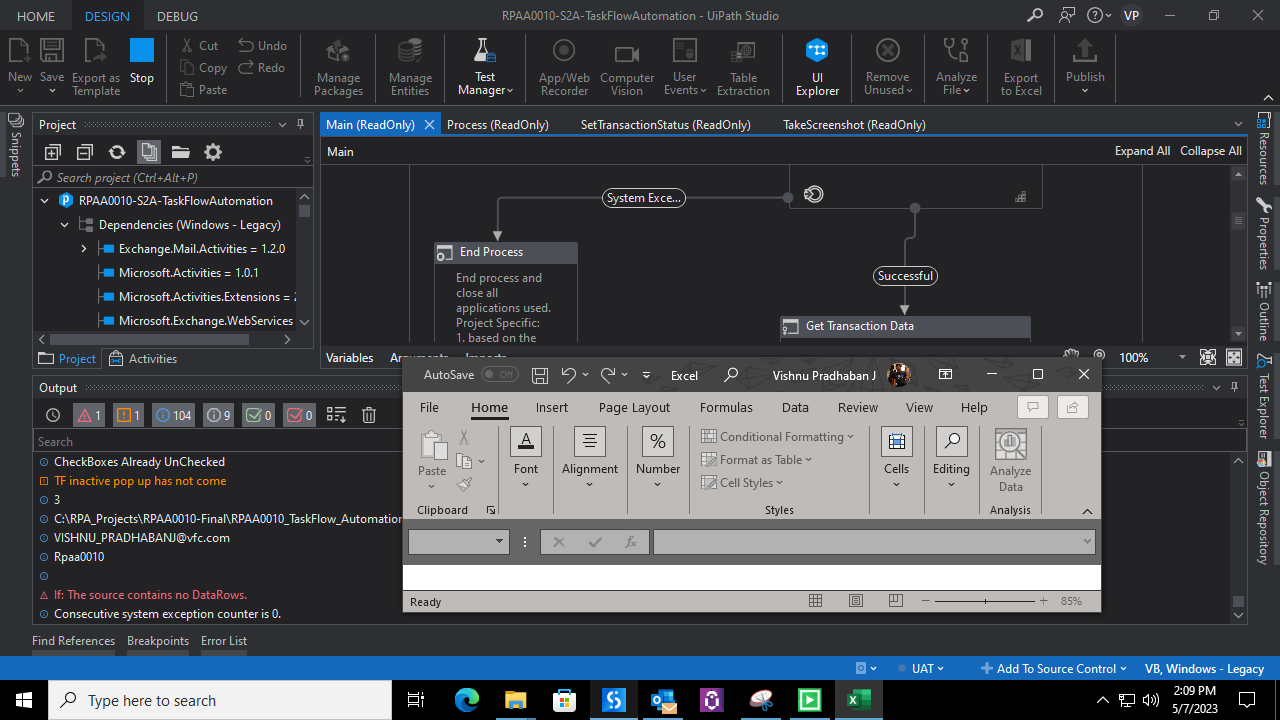 HOME DESIGN DEBUG RPAA0010-S2A-TaskFlowAutomation - UiPath Studio VP
New Save Export as Template Stop
Cut Copy Paste Undo Redo
Manage Packages
Manage Entities
Test Manager
App/Web Recorder
Computer Vision
User Events
Table Extraction
UI Explorer
Remove Unused
Analyze File
Export to Excel
Publish
Snippets
Project
Search project (Ctrl+Alt+P)
RPAA0010-S2A-TaskFlowAutomation
Dependencies (Windows - Legacy)
Exchange.Mail.Activities = 1.2.0
Microsoft.Activities = 1.0.1
Microsoft.Activities.Extensions =
Microsoft.Exchange.WebServices
Project Activities
Main (ReadOnly) Process (ReadOnly) SetTransactionStatus (ReadOnly) TakeScreenshot (ReadOnly)
Main Expand All Collapse All
System Exce...
End Process
End process and
close all
applications used.
Project Specific:
1. based on the
Successful
Get Transaction Data
Variables Arguments Imports 100%
Resources
Properties
Outline
Test Explorer
Object Repository
Output
1 1 104 9 0 0
Search
CheckBoxes Already UnChecked
TF inactive pop up has not come
3
C:\RPA_Projects\RPAA0010-Final\RPAA0010_TaskFlow_Automation
VISHNU_PRADHABANJ@vfc.com
Rpaa0010
If: The source contains no DataRows.
Consecutive system exception counter is 0.
AutoSave Off Excel Vishnu Pradhaban J
File Home Insert Page Layout Formulas Data Review View Help
Paste
Clipboard
Font
Alignment
% Number
Conditional Formatting
Format as Table
Cell Styles
Styles
Cells
Editing
Analyze Data
Analysis
fx
Ready 85%
Find References Breakpoints Error List
UAT Add To Source Control VB, Windows - Legacy
Type here to search
2:09 PM
5/7/2023